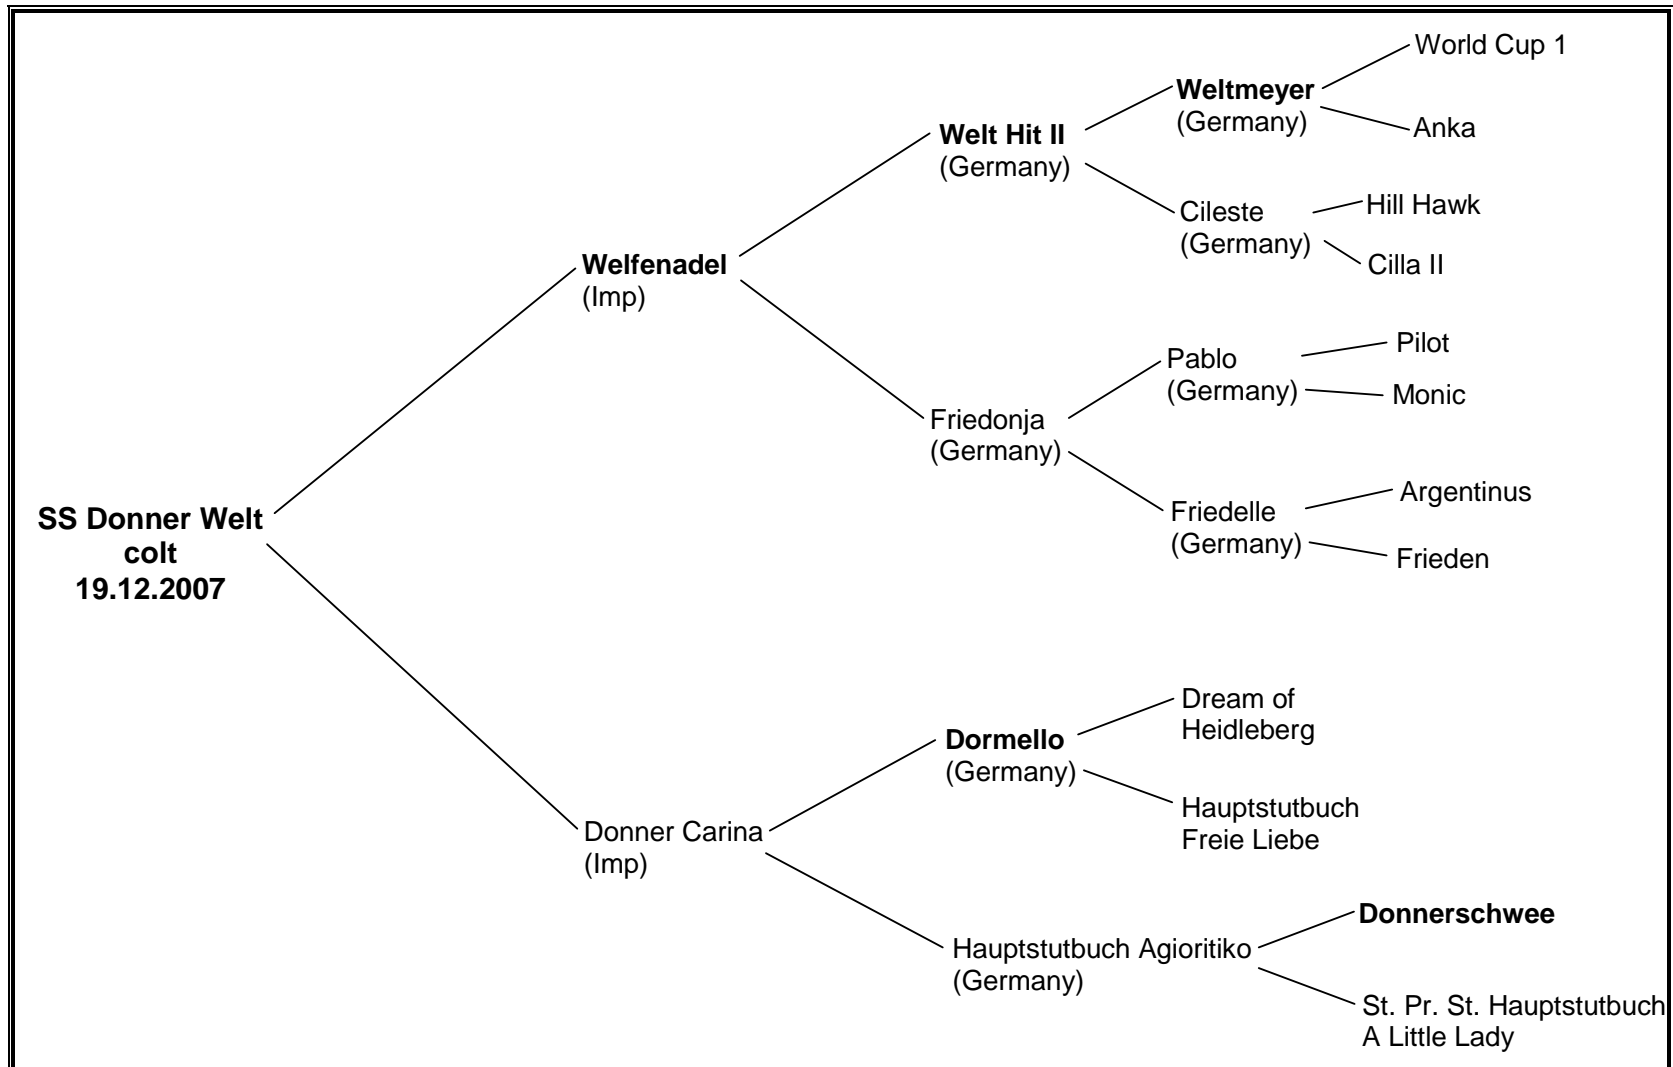 World Cup 1
Weltmeyer
(Germany)
Anka
Welt Hit II
(Germany)
Cileste
(Germany)
Hill Hawk
Cilla II
Welfenadel
(Imp)
Pilot
Pablo
(Germany)
Monic
Friedonja
(Germany)
Argentinus
Friedelle
(Germany)
Frieden
SS Donner Welt
colt
19.12.2007
Dream of
Heidleberg
Dormello
(Germany)
Hauptstutbuch
Freie Liebe
Donner Carina
(Imp)
Donnerschwee
Hauptstutbuch Agioritiko
(Germany)
St. Pr. St. Hauptstutbuch
A Little Lady